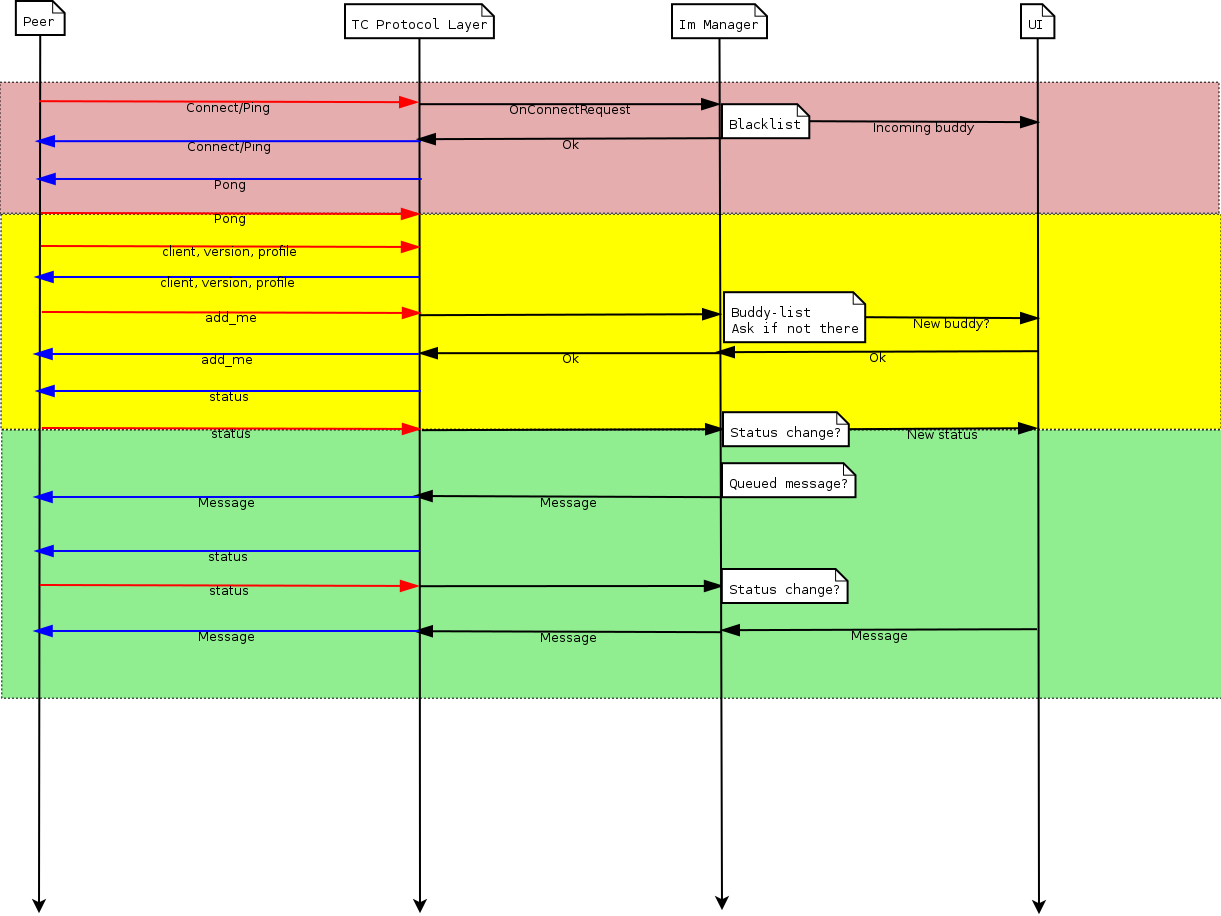 Peer
TC Protocol Layer
Im Manager
UI
Connect/Ping
OnConnectRequest
Blacklist
Incoming buddy
Connect/Ping
Ok
Pong
Pong
client, version, profile
client, version, profile
add_me
Buddy-list
Ask if not there
New buddy?
add_me
Ok
Ok
status
status
Status change?
New status
Queued message?
Message
Message
status
status
Status change?
Message
Message
Message